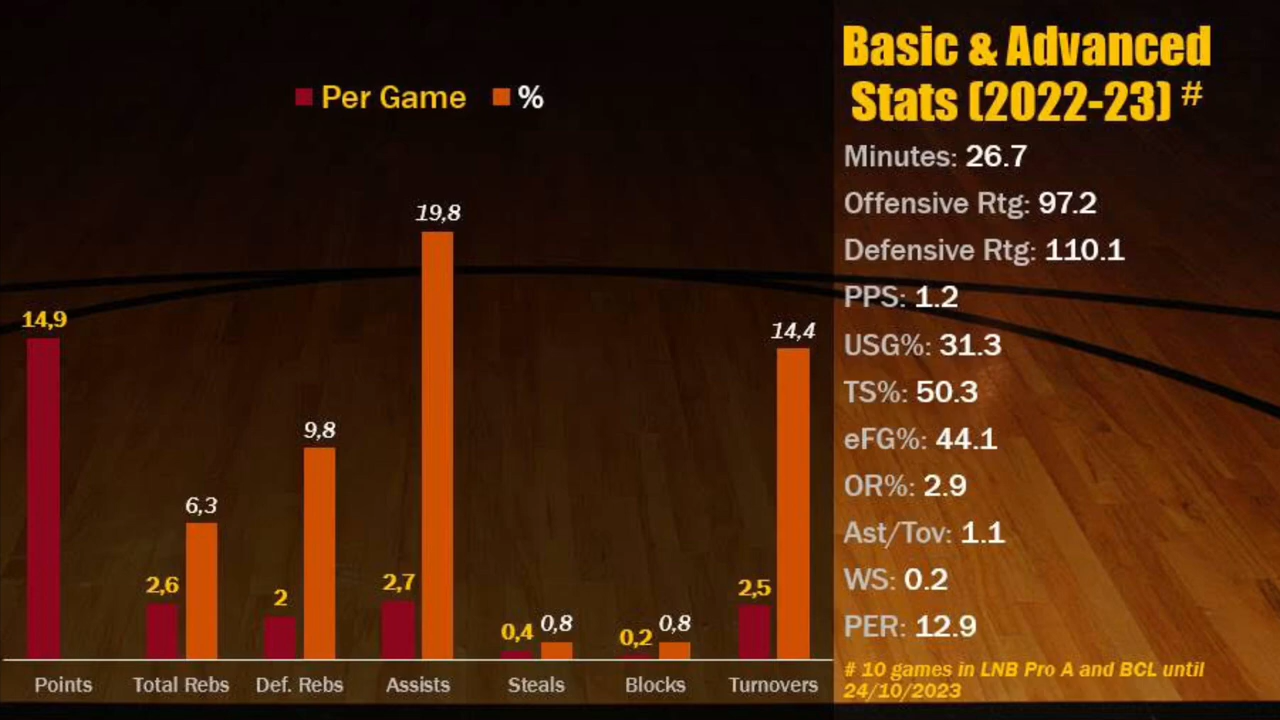 Per Game %
14,9
2,6
6,3
2
9,8
2,7
19,8
0,4
0,8
0,2
0,8
2,5
14,4
Points
Total Rebs
Def. Rebs
Assists
Steals
Blocks
Turnovers
Basic & Advanced
Stats (2022-23) #
Minutes: 26.7
Offensive Rtg: 97.2
Defensive Rtg: 110.1
PPS: 1.2
USG%: 31.3
TS%: 50.3
eFG%: 44.1
OR%: 2.9
Ast/Tov: 1.1
WS: 0.2
PER: 12.9
# 10 games in LNB Pro A and BCL until
24/10/2023